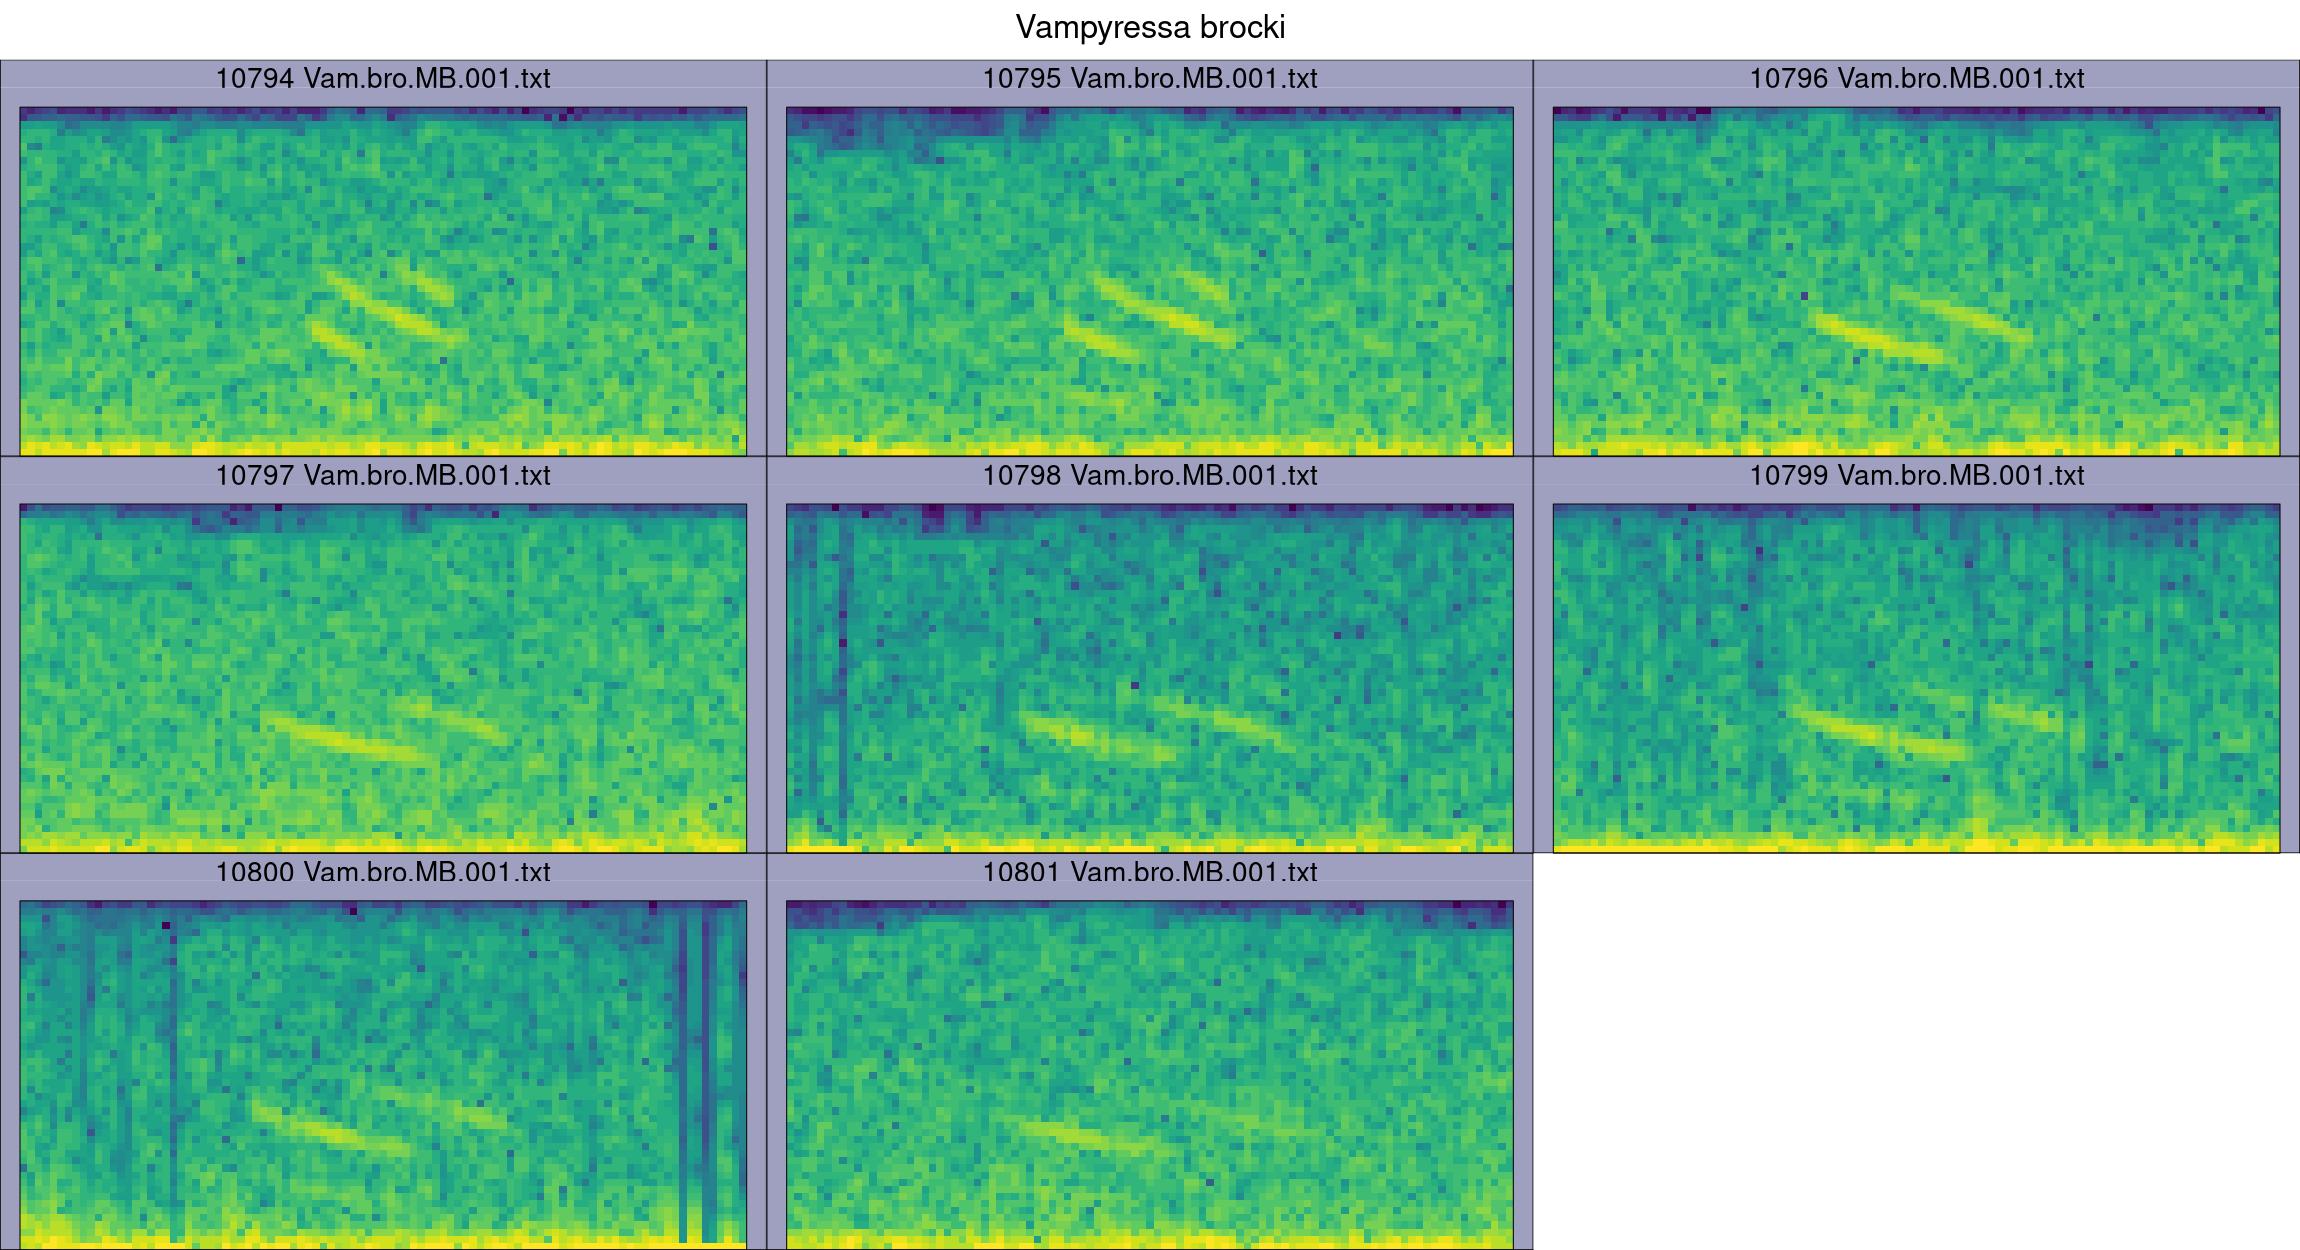 Vampyressa brocki
10794 Vam.bro.MB.001.txt
10795 Vam.bro.MB.001.txt
10796 Vam.bro.MB.001.txt
10797 Vam.bro.MB.001.txt
10798 Vam.bro.MB.001.txt
10799 Vam.bro.MB.001.txt
10800 Vam.bro.MB.001.txt
10801 Vam.bro.MB.001.txt